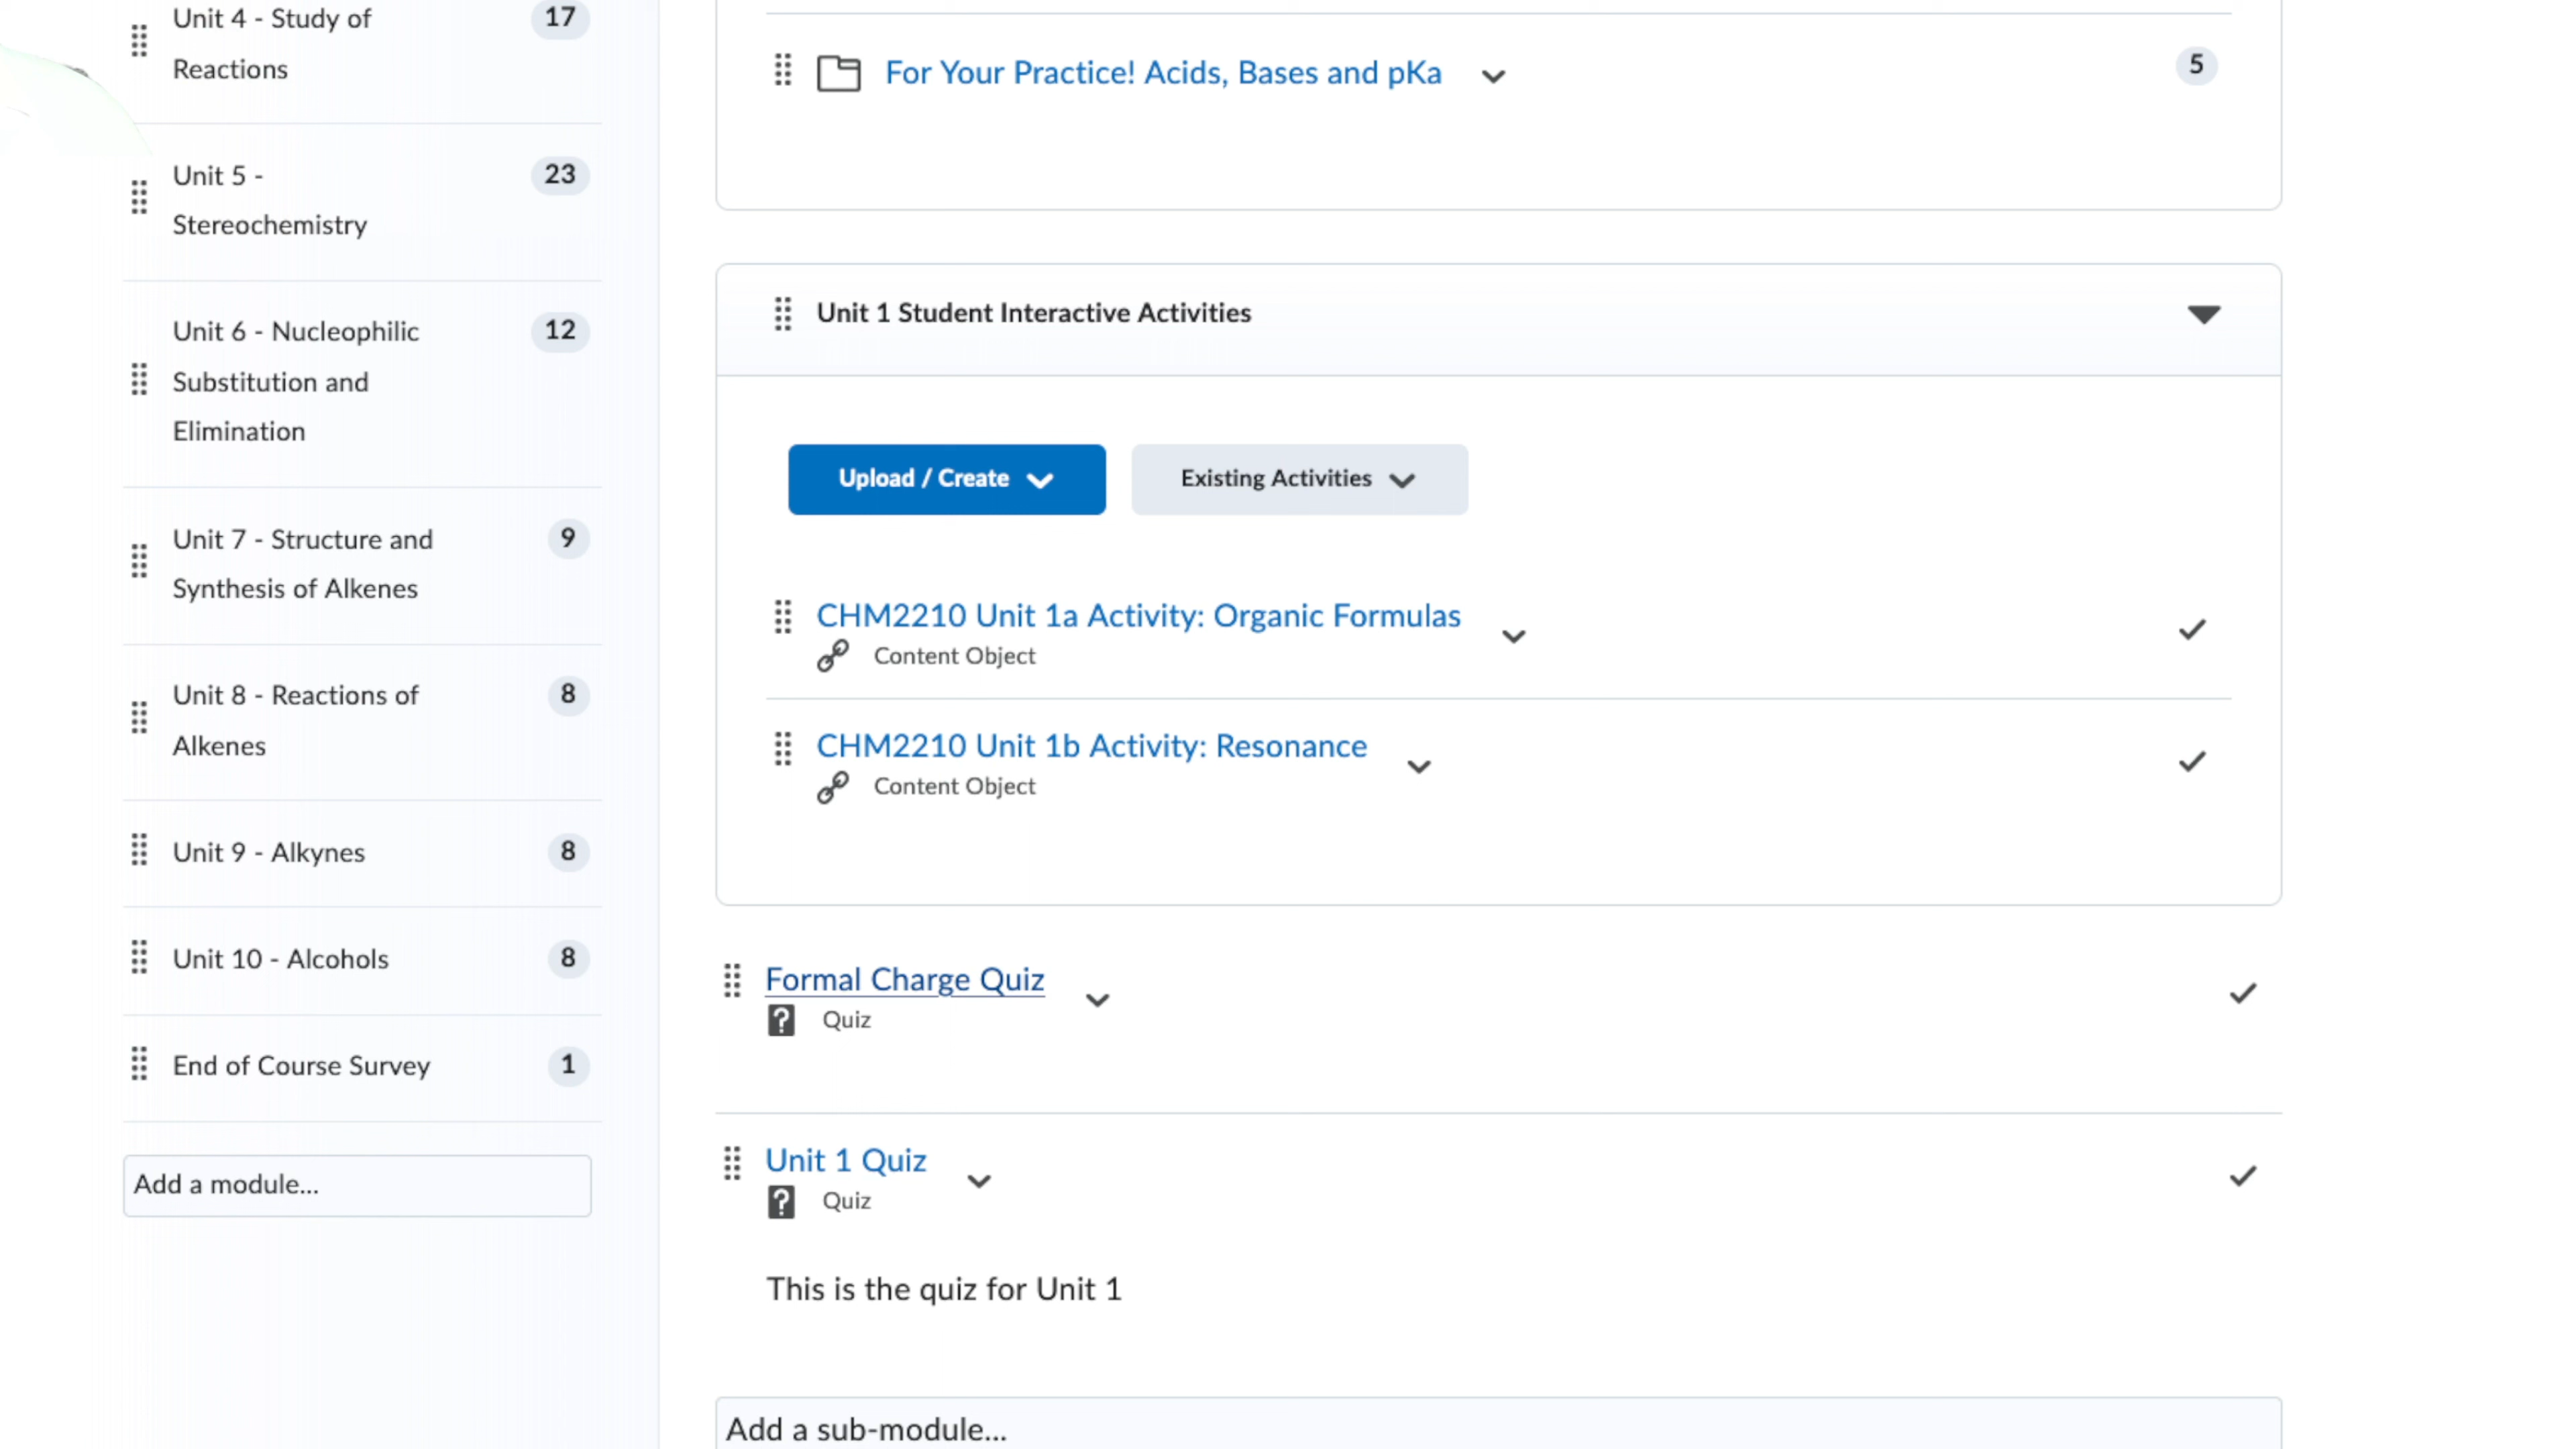 Unit 4 - Study of
Reactions
17
Unit 5 -
Stereochemistry
23
Unit 6 - Nucleophilic
Substitution and
Elimination
12
Unit 7 - Structure and
Synthesis of Alkenes
9
Unit 8 - Reactions of
Alkenes
8
Unit 9 - Alkynes
8
Unit 10 - Alcohols
8
End of Course Survey
1
Add a module...
For Your Practice! Acids, Bases and pKa
5
Unit 1 Student Interactive Activities
Upload / Create
Existing Activities
CHM2210 Unit 1a Activity: Organic Formulas
Content Object
CHM2210 Unit 1b Activity: Resonance
Content Object
Formal Charge Quiz
? Quiz
Unit 1 Quiz
? Quiz
This is the quiz for Unit 1
Add a sub-module...